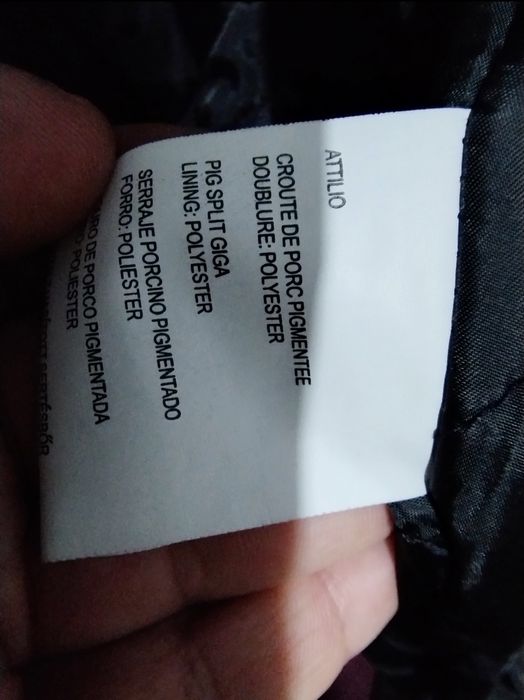 ATTILIO
CROUTE DE PORC PIGMENTEE
DOUBLURE: POLYESTER
PIG SPLIT GIGA
LINING: POLYESTER
SERRAJE PORCINO PIGMENTADO
FORRO: POLIESTER
DE PORCO PIGMENTADA
POLIESTER